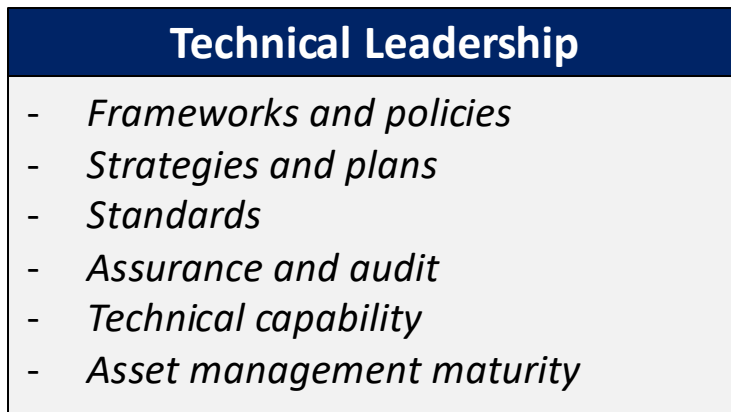 Technical Leadership
- Frameworks and policies
- Strategies and plans
- Standards
- Assurance and audit
- Technical capability
- Asset management maturity